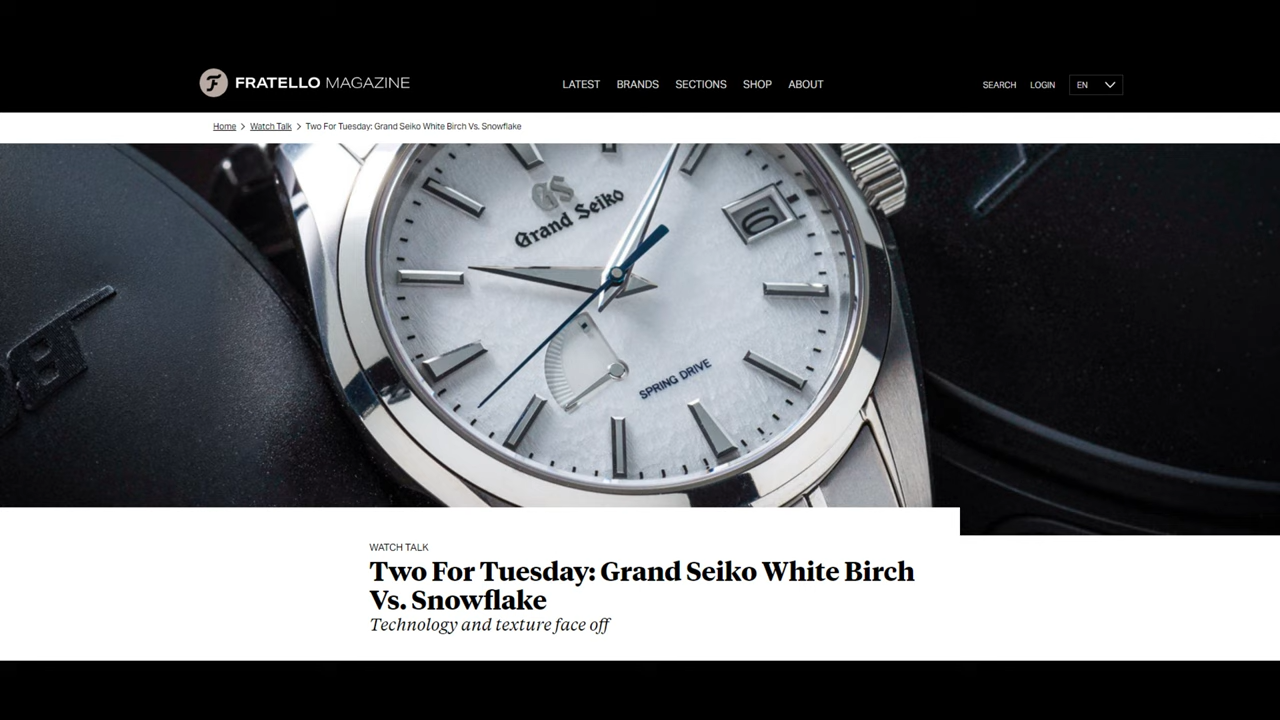 FRATELLO MAGAZINE
LATEST BRANDS SECTIONS SHOP ABOUT
SEARCH LOGIN EN
Home > Watch Talk > Two For Tuesday: Grand Seiko White Birch Vs. Snowflake
GS
Grand Seiko
6
SPRING DRIVE
WATCH TALK
Two For Tuesday: Grand Seiko White Birch
Vs. Snowflake
Technology and texture face off